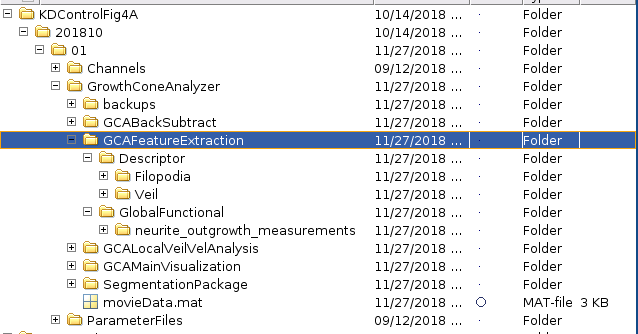 KDControlFig4A 10/14/2018 ... Folder
201810 10/14/2018 ... Folder
01 11/27/2018 ... Folder
Channels 09/12/2018 ... Folder
GrowthConeAnalyzer 11/27/2018 ... Folder
backups 11/27/2018 ... Folder
GCABackSubtract 11/27/2018 ... Folder
GCAFeatureExtraction 11/27/2018 ... Folder
Descriptor 11/27/2018 ... Folder
Filopodia 11/27/2018 ... Folder
Veil 11/27/2018 ... Folder
GlobalFunctional 11/27/2018 ... Folder
neurite_outgrowth_measurements 11/27/2018 ... Folder
GCALocalVeilVelAnalysis 11/27/2018 ... Folder
GCAMainVisualization 11/27/2018 ... Folder
SegmentationPackage 11/27/2018 ... Folder
movieData.mat 11/27/2018 ... MAT-file 3 KB
ParameterFiles 09/12/2018 ... Folder